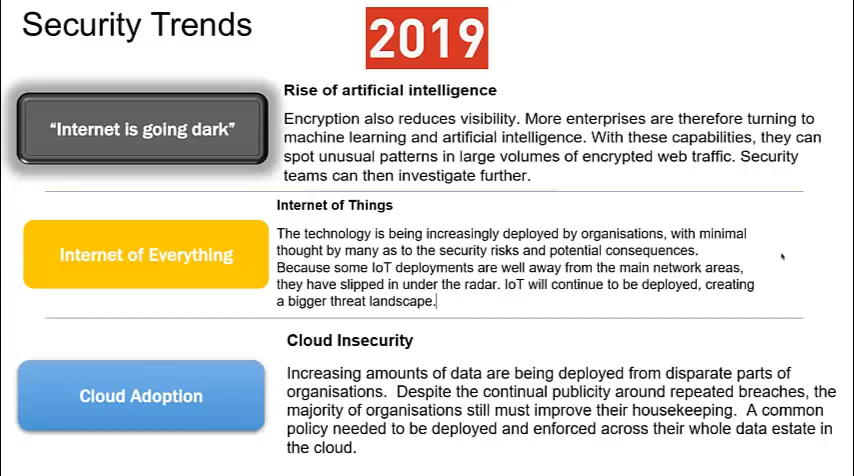 Security Trends
2019
Rise of artificial intelligence
"Internet is going dark"
Encryption also reduces visibility. More enterprises are therefore turning to
machine learning and artificial intelligence. With these capabilities, they can
spot unusual patterns in large volumes of encrypted web traffic. Security
teams can then investigate further.
Internet of Things
Internet of Everything
The technology is being increasingly deployed by organisations, with minimal
thought by many as to the security risks and potential consequences.
Because some IoT deployments are well away from the main network areas,
they have slipped in under the radar. IoT will continue to be deployed, creating
a bigger threat landscape.
Cloud Insecurity
Cloud Adoption
Increasing amounts of data are being deployed from disparate parts of
organisations.  Despite the continual publicity around repeated breaches, the
majority of organisations still must improve their housekeeping.  A common
policy needed to be deployed and enforced across their whole data estate in
the cloud.